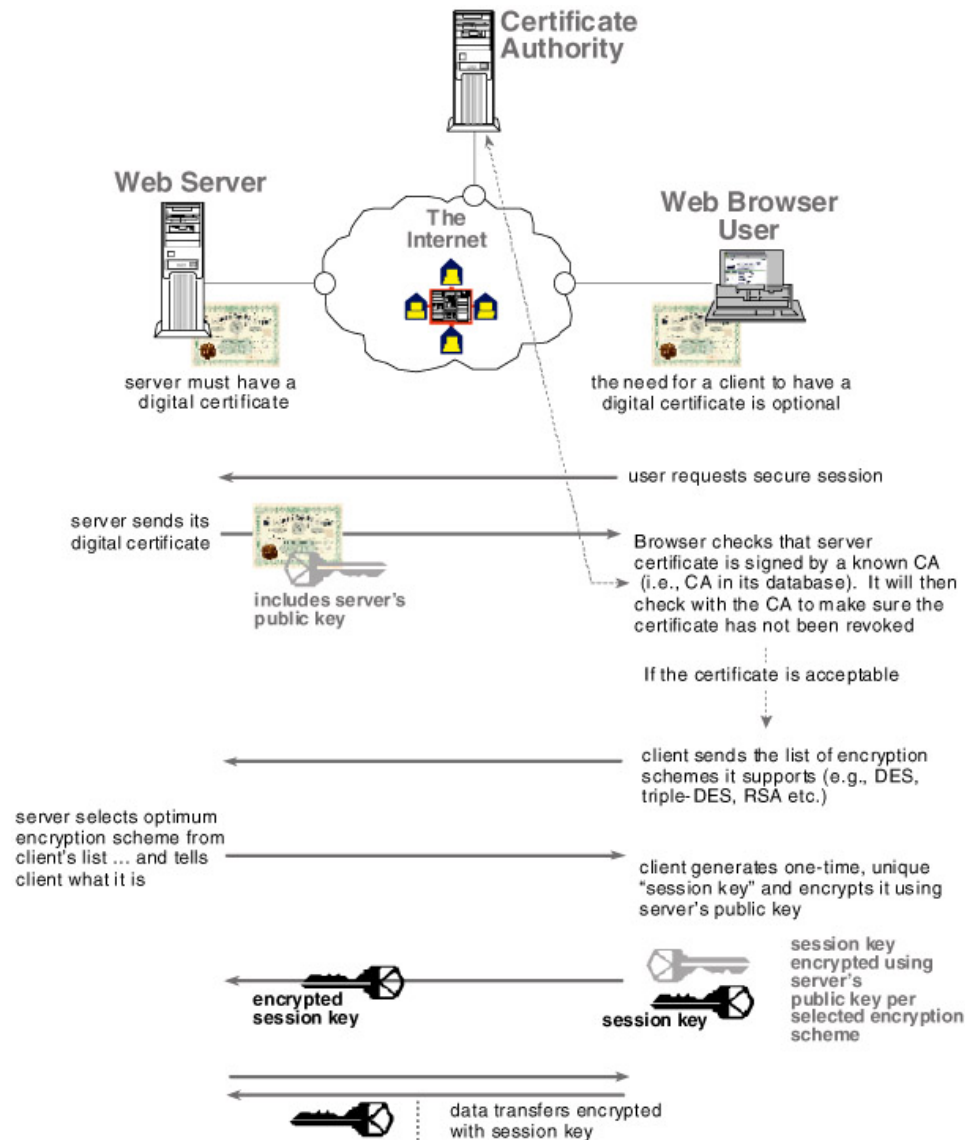 Certificate
Authority
Web Server
The
Internet
Web Browser
User
server must have a
digital certificate
the need for a client to have a
digital certificate is optional
user requests secure session
server sends its
digital certificate
includes server's
public key
Browser checks that server
certificate is signed by a known CA
(i.e., CA in its database). It will then
check with the CA to make sure the
certificate has not been revoked
If the certificate is acceptable
client sends the list of encryption
schemes it supports (e.g., DES,
triple-DES, RSA etc.)
server selects optimum
encryption scheme from
client's list ... and tells
client what it is
client generates one-time, unique
“session key” and encrypts it using
server's public key
encrypted
session key
session key
session key
encrypted using
server's
public key per
selected encryption
scheme
data transfers encrypted
with session key